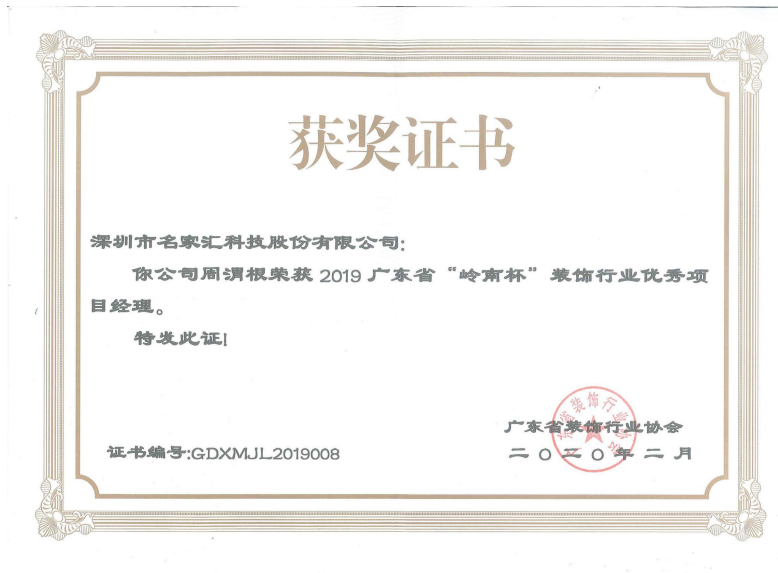 获奖证书
深圳市名家汇科技股份有限公司:
你公司周谓根荣获 2019 广东省“岭南杯”装饰行业优秀项
目经理。
特发此证!
广东省装饰行业协会
证书编号:GDXMJL2019008
二〇二〇年二月